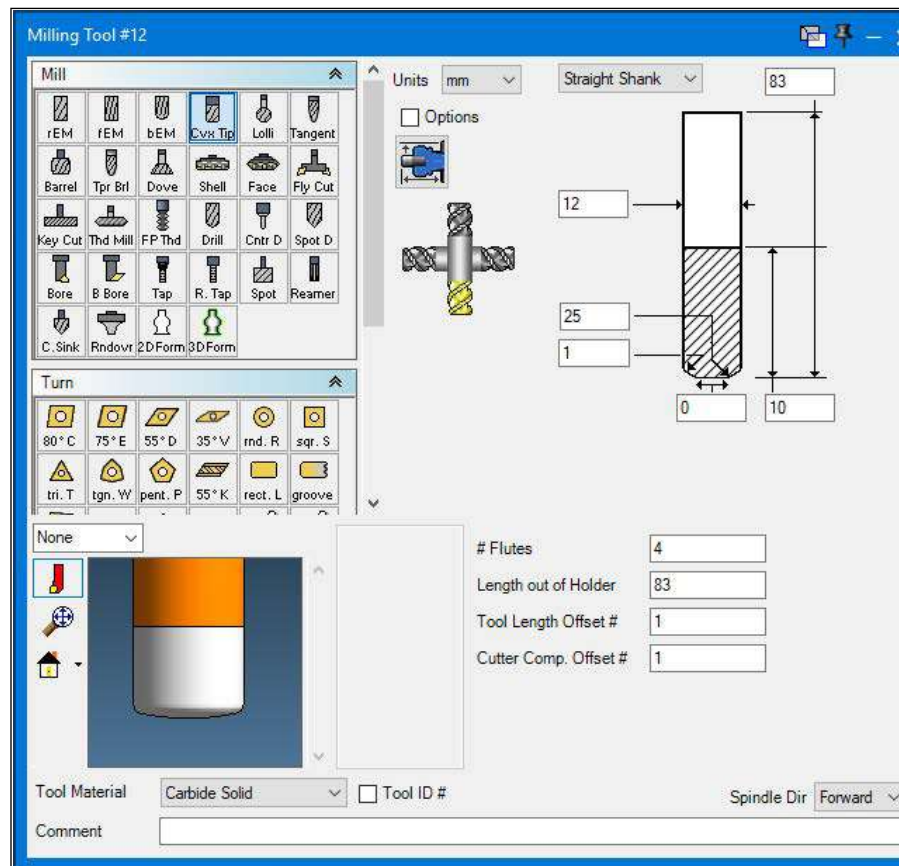 Milling Tool #12
Mill
rEM fEM bEM Cvx Tip Lolli Tangent
Barrel Tpr Brl Dove Shell Face Fly Cut
Key Cut Thd Mill FP Thd Drill Cntr D Spot D
Bore B Bore Tap R. Tap Spot Reamer
C.Sink Rndovr 2D Form 3D Form
Turn
80° C 75° E 55° D 35° V rnd. R sqr. S
tri. T tgn. W pent. P 55° K rect. L groove
Units mm Straight Shank 83
Options
12
25
1
0 10
None
# Flutes 4
Length out of Holder 83
Tool Length Offset # 1
Cutter Comp. Offset # 1
Tool Material Carbide Solid Tool ID # Spindle Dir Forward
Comment